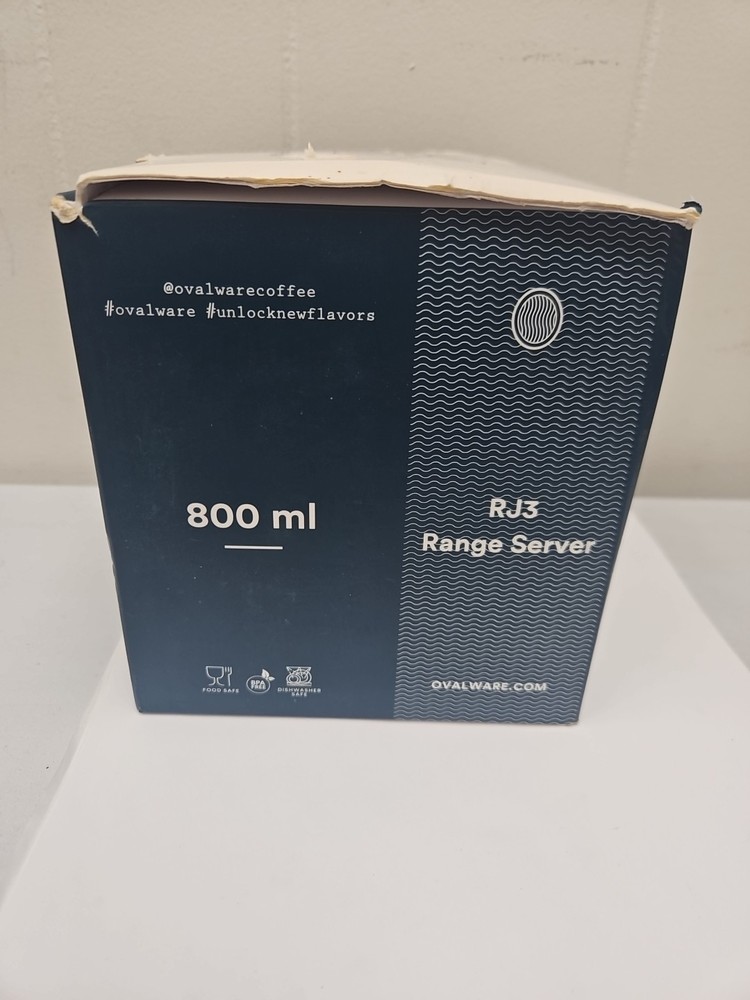 @ovalwarecoffee
#ovalware #unlocknewflavors
800 ml
FOOD SAFE
BPA
FREE
DISHWASHER
SAFE
RJ3
Range Server
OVALWARE.COM